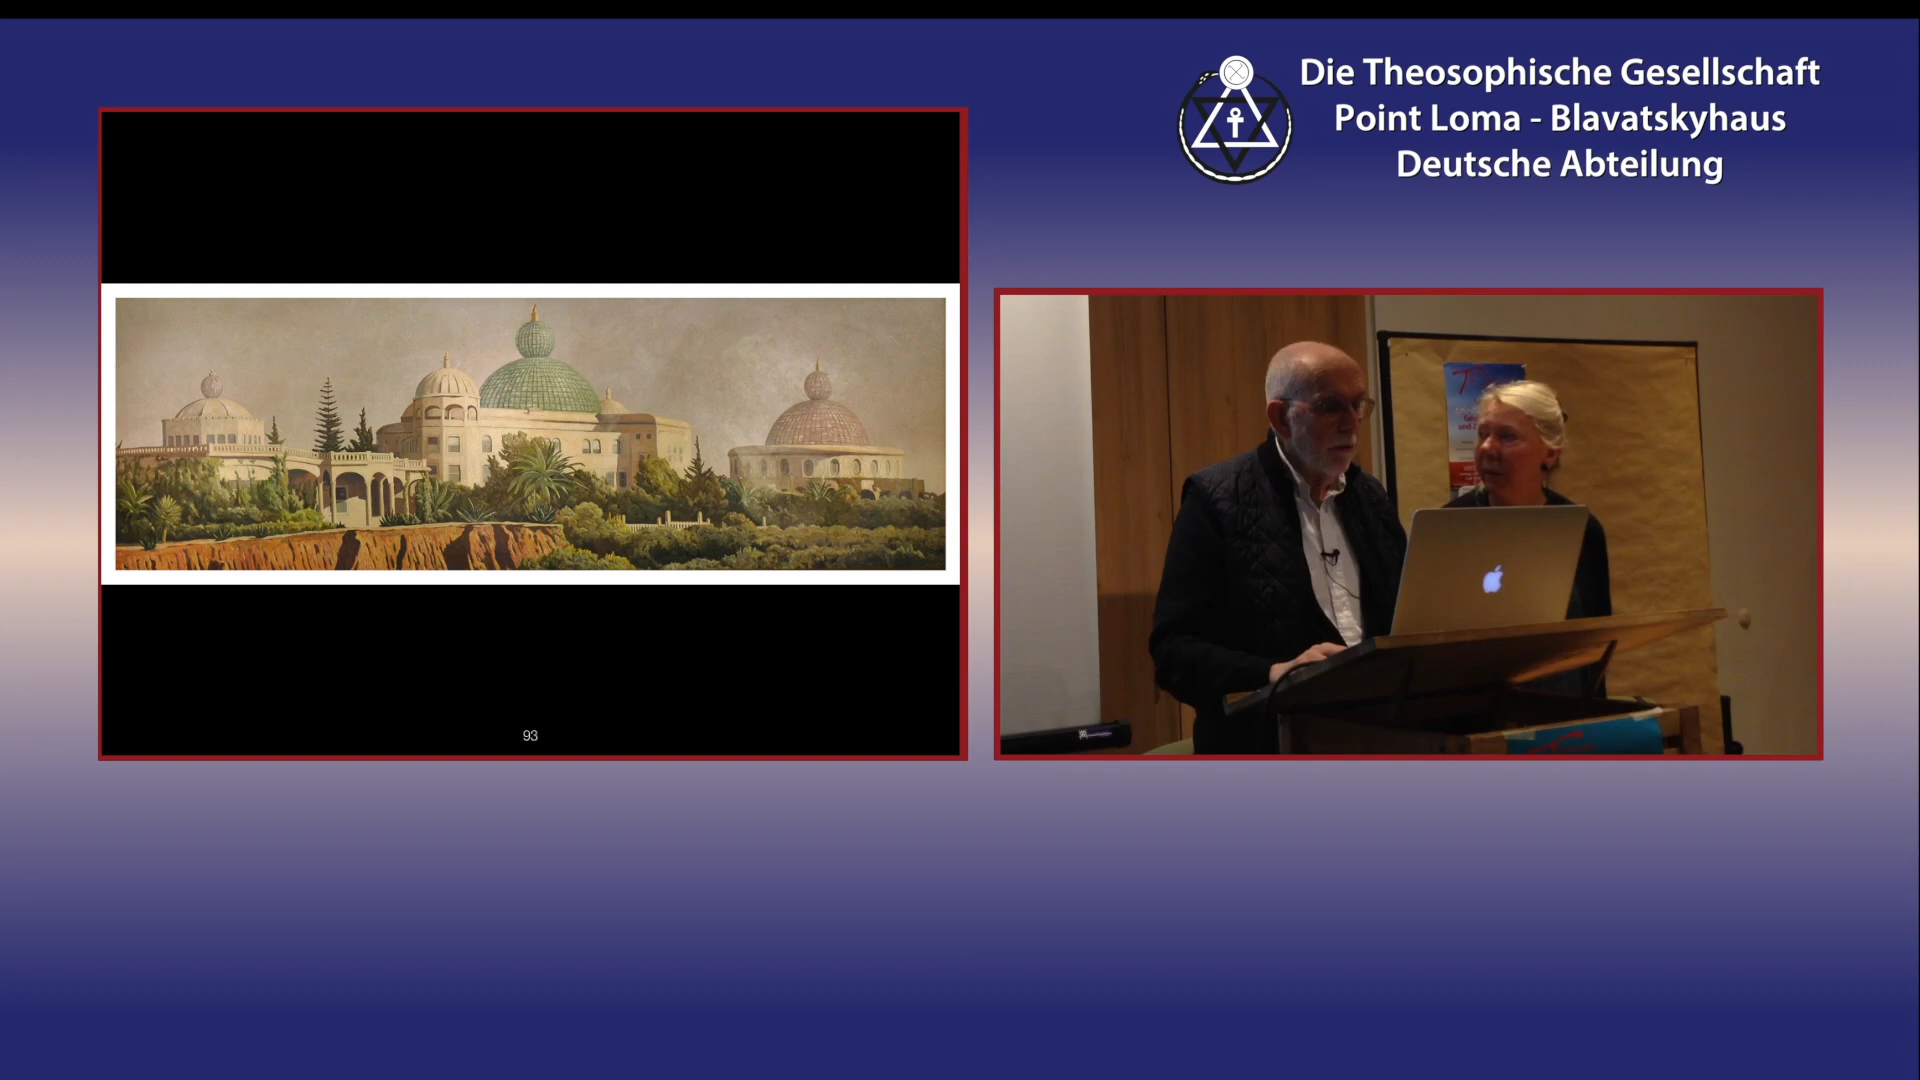 Die Theosophische Gesellschaft
Point Loma - Blavatskyhaus
Deutsche Abteilung
93